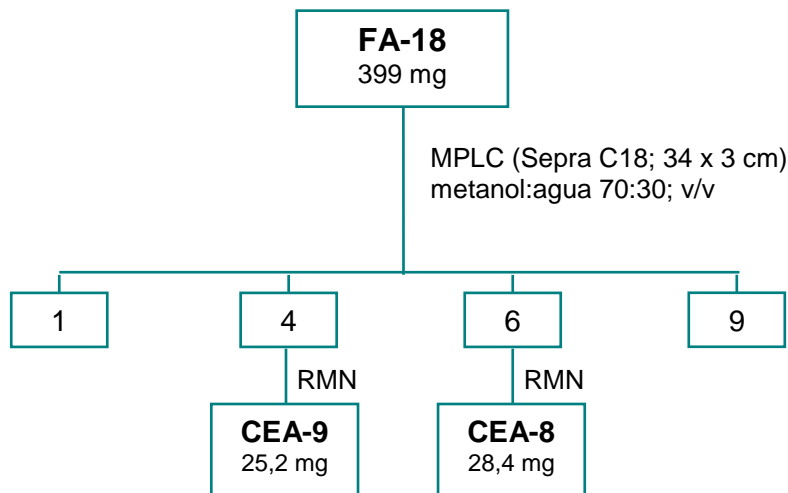 FA-18
399 mg
MPLC (Sepra C18; 34 x 3 cm)
metanol:agua 70:30; v/v
1
4
6
9
RMN
RMN
CEA-9
25,2 mg
CEA-8
28,4 mg